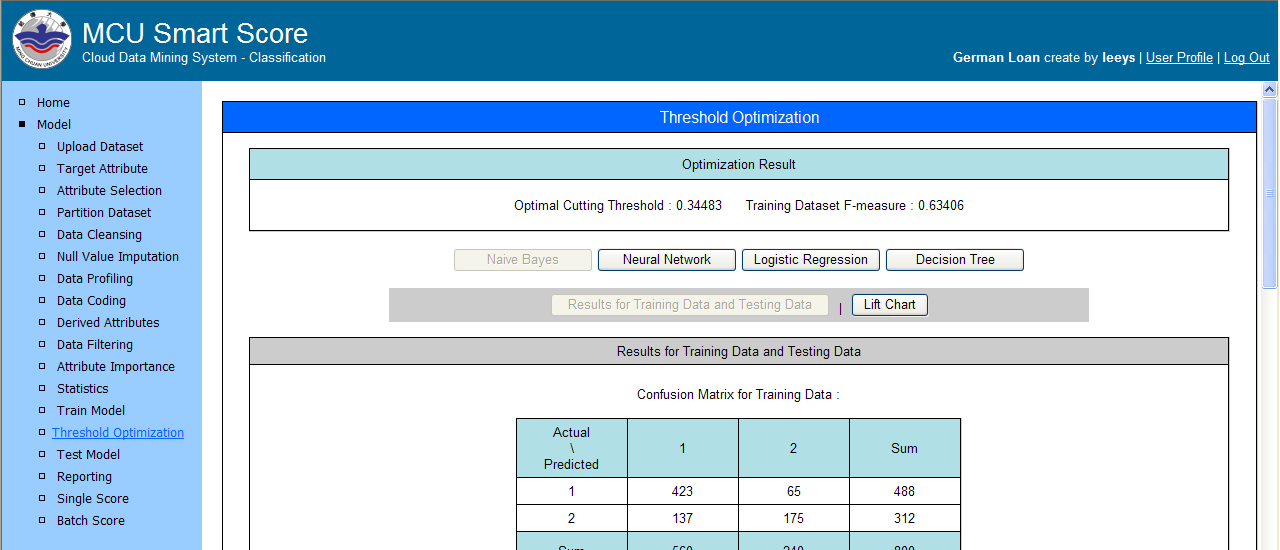 MCU Smart Score
Cloud Data Mining System - Classification
German Loan create by leeys | User Profile | Log Out
Home
Model
Upload Dataset
Target Attribute
Attribute Selection
Partition Dataset
Data Cleansing
Null Value Imputation
Data Profiling
Data Coding
Derived Attributes
Data Filtering
Attribute Importance
Statistics
Train Model
Threshold Optimization
Test Model
Reporting
Single Score
Batch Score
Threshold Optimization
Optimization Result
Optimal Cutting Threshold : 0.34483 Training Dataset F-measure : 0.63406
Naive Bayes Neural Network Logistic Regression Decision Tree
Results for Training Data and Testing Data | Lift Chart
Results for Training Data and Testing Data
Confusion Matrix for Training Data :
Actual
\
Predicted
1 2 Sum
1 423 65 488
2 137 175 312
Sum 560 240 800